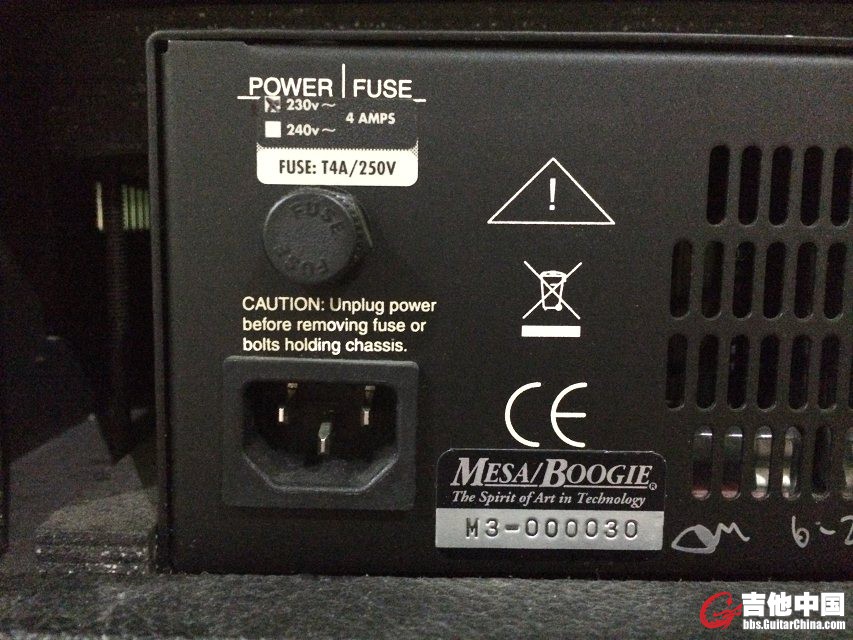 POWER FUSE
230v~
4 AMPS
240v~
FUSE: T4A/250V
FUSE
FUSE
CAUTION: Unplug power
before removing fuse or
bolts holding chassis.
!
CE
MESA/BOOGIE®
The Spirit of Art in Technology
M3-000030
吉他中国
bbs.GuitarChina.com